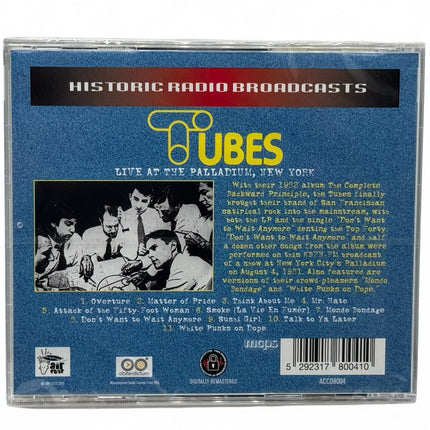 HISTORIC RADIO BROADCASTS
TUBES
LIVE AT THE PALLADIUM, NEW YORK
With their 1982 album The Complete
Backward Principle, the Tubes finally
brought their brand of San Franciscan
satirical rock into the mainstream, with
both the LP and the single "Don't Want
to Wait Anymore" denting the Top Forty.
"Don't Want to Wait Anymore" and half
a dozen other songs from the album were
performed on this FM broadcast
of a show at New York City's Palladium
on August 4, 1981. Also featured are
versions of their crowd-pleasers "Mondo
Bondage" and "White Punks on Dope"
1. Overture 2. Matter of Pride 3. Think About Me 4. Mr. Hate
5. Attack of the Fifty-Foot Woman 6. Smoke (La Vie En Fumér) 7. Mondo Bondage
8. Don't Want to Wait Anymore 9. Sushi Girl 10. Talk to Ya Later
11. White Punks on Dope
mcps
5 292317 800410
DIGITALLY REMASTERED
ACCD8004